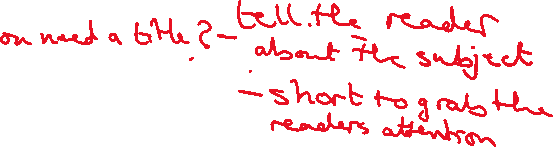 on need a title? - tell the reader
about the subject
- short to grab the
readers attention